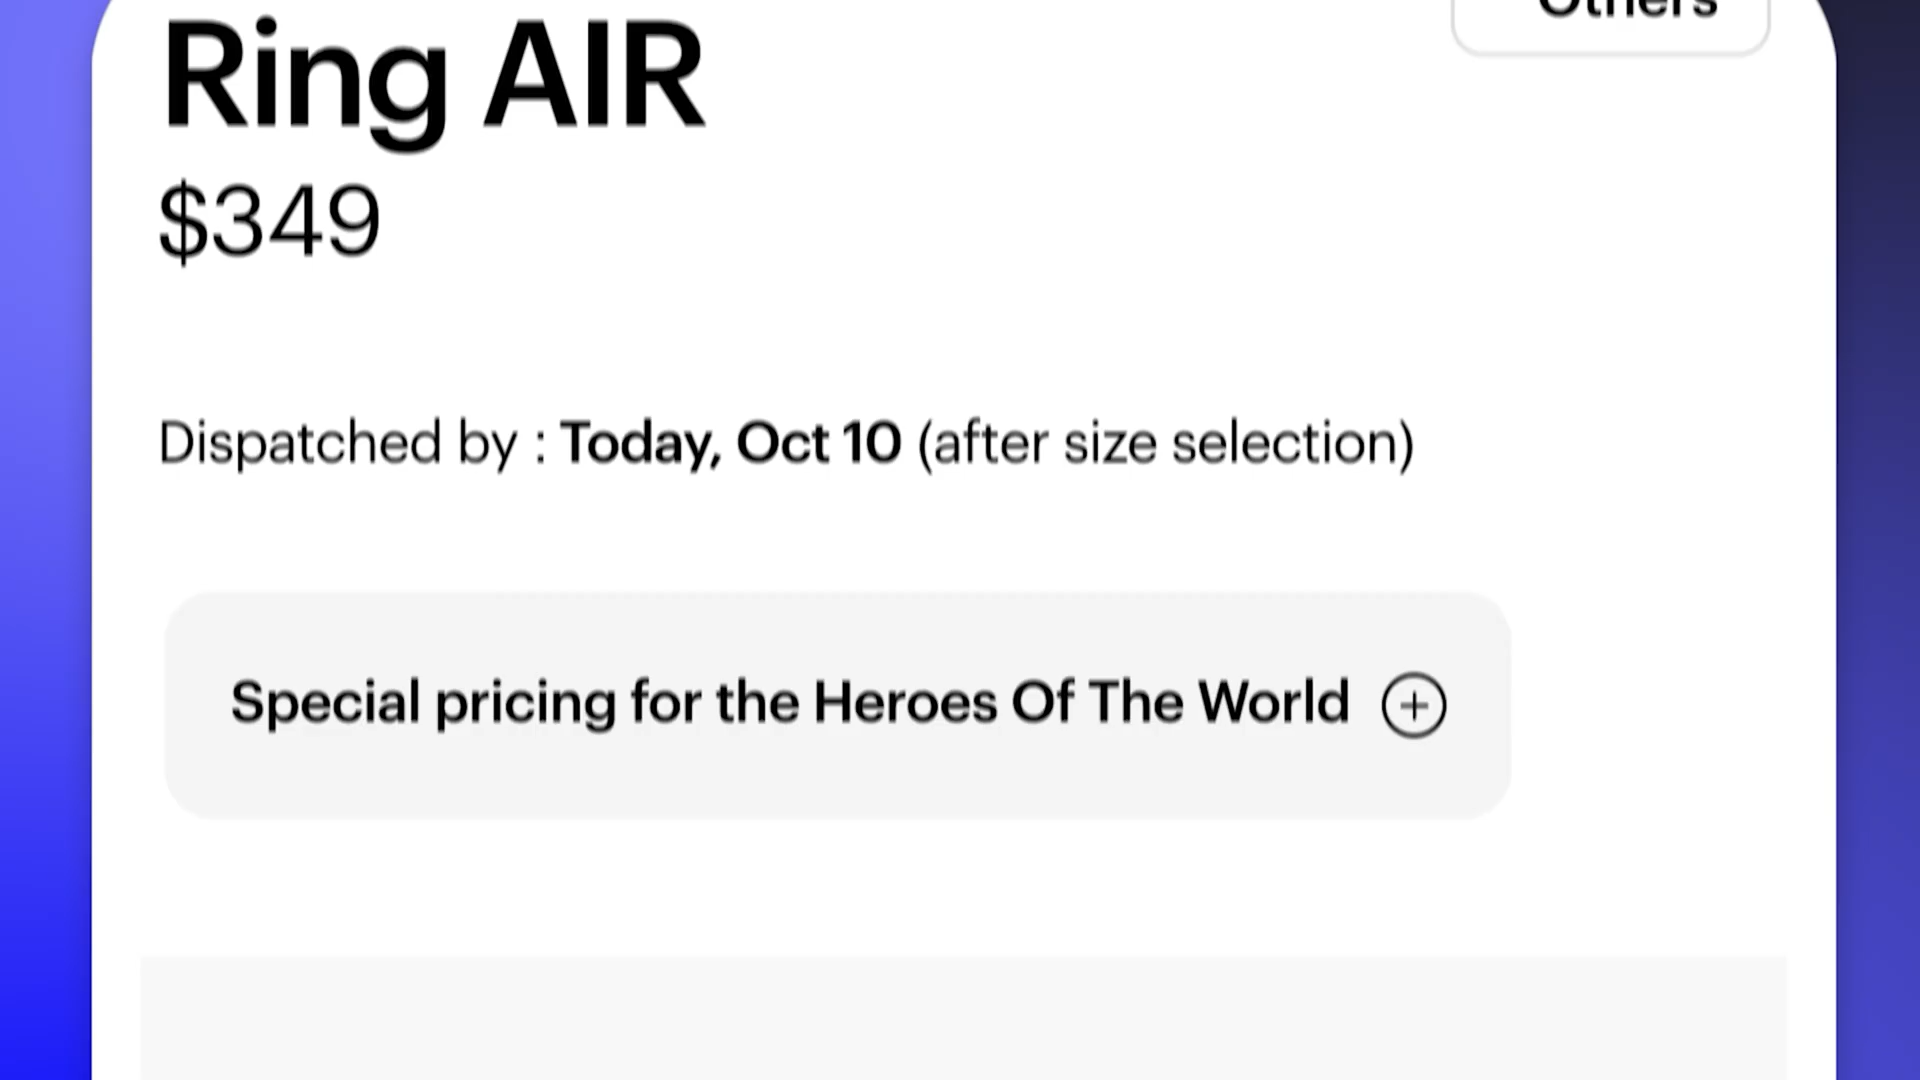 Others
Ring AIR
$349
Dispatched by : Today, Oct 10 (after size selection)
Special pricing for the Heroes Of The World